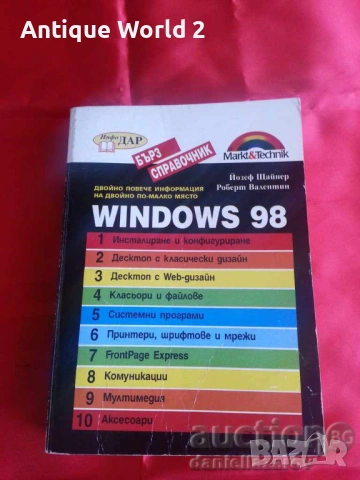 Antique World 2
Инфо
ДАР
БЪРЗ
СПРАВОЧНИК
Markt&Technik
Йозеф Шайнер
Роберт Валентин
ДВОЙНО ПОВЕЧЕ ИНФОРМАЦИЯ
НА ДВОЙНО ПО-МАЛКО МЯСТО
WINDOWS 98
1 Инсталиране и конфигуриране
2 Десктоп с класически дизайн
3 Десктоп с Web-дизайн
4 Класьори и файлове
5 Системни програми
6 Принтери, шрифтове и мрежи
7 FrontPage Express
8 Комуникации
9 Мултимедия
10 Аксесоари
BAZAR